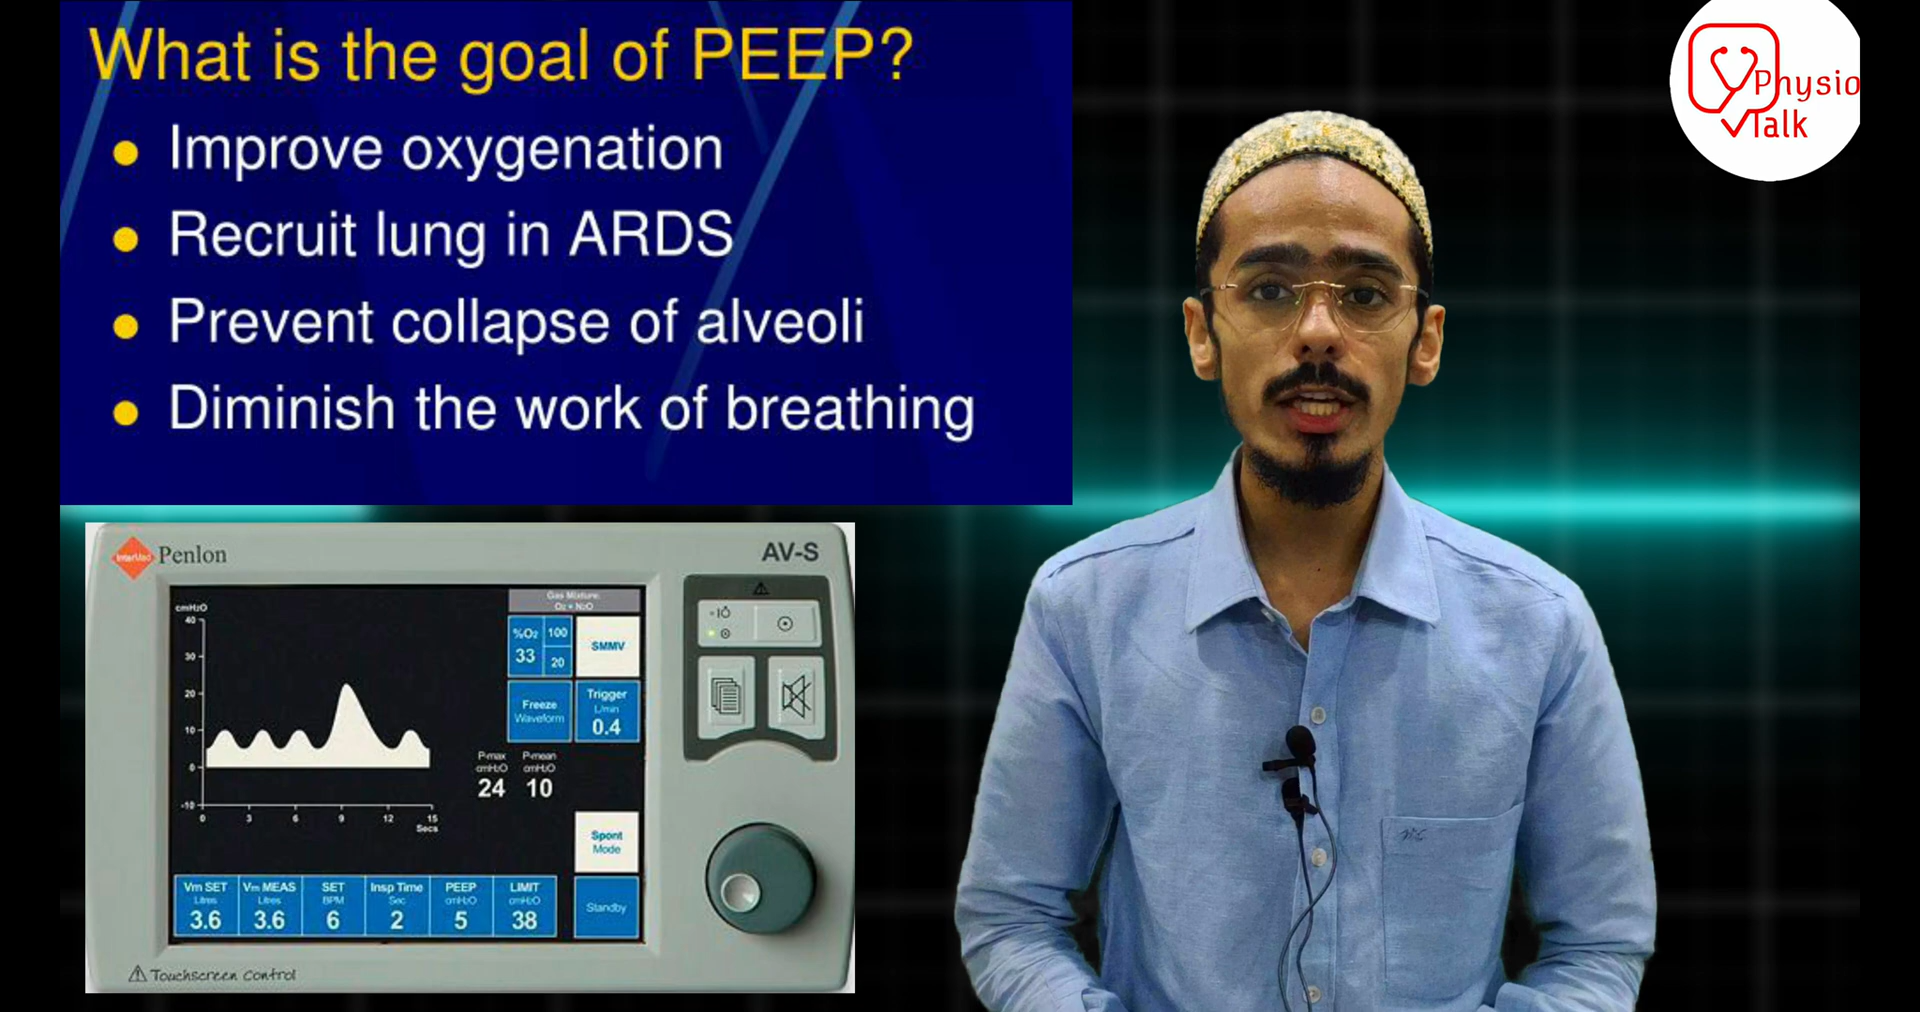 What is the goal of PEEP?
Improve oxygenation
Recruit lung in ARDS
Prevent collapse of alveoli
Diminish the work of breathing
Physio
Talk
InterMed Penlon
AV-S
cmH2O
40
30
20
10
0
-10
0 3 6 9 12 15
Secs
Gas Mixture:
O2 + N2O
%O2 100
33 20
SMMV
Freeze
Waveform
Trigger
L/min
0.4
P-max P-mean
cmH2O cmH2O
24 10
Spont
Mode
Vm SET Vm MEAS SET Insp Time PEEP LIMIT
Litres Litres BPM Sec cmH2O cmH2O
3.6 3.6 6 2 5 38
Standby
Touchscreen Control